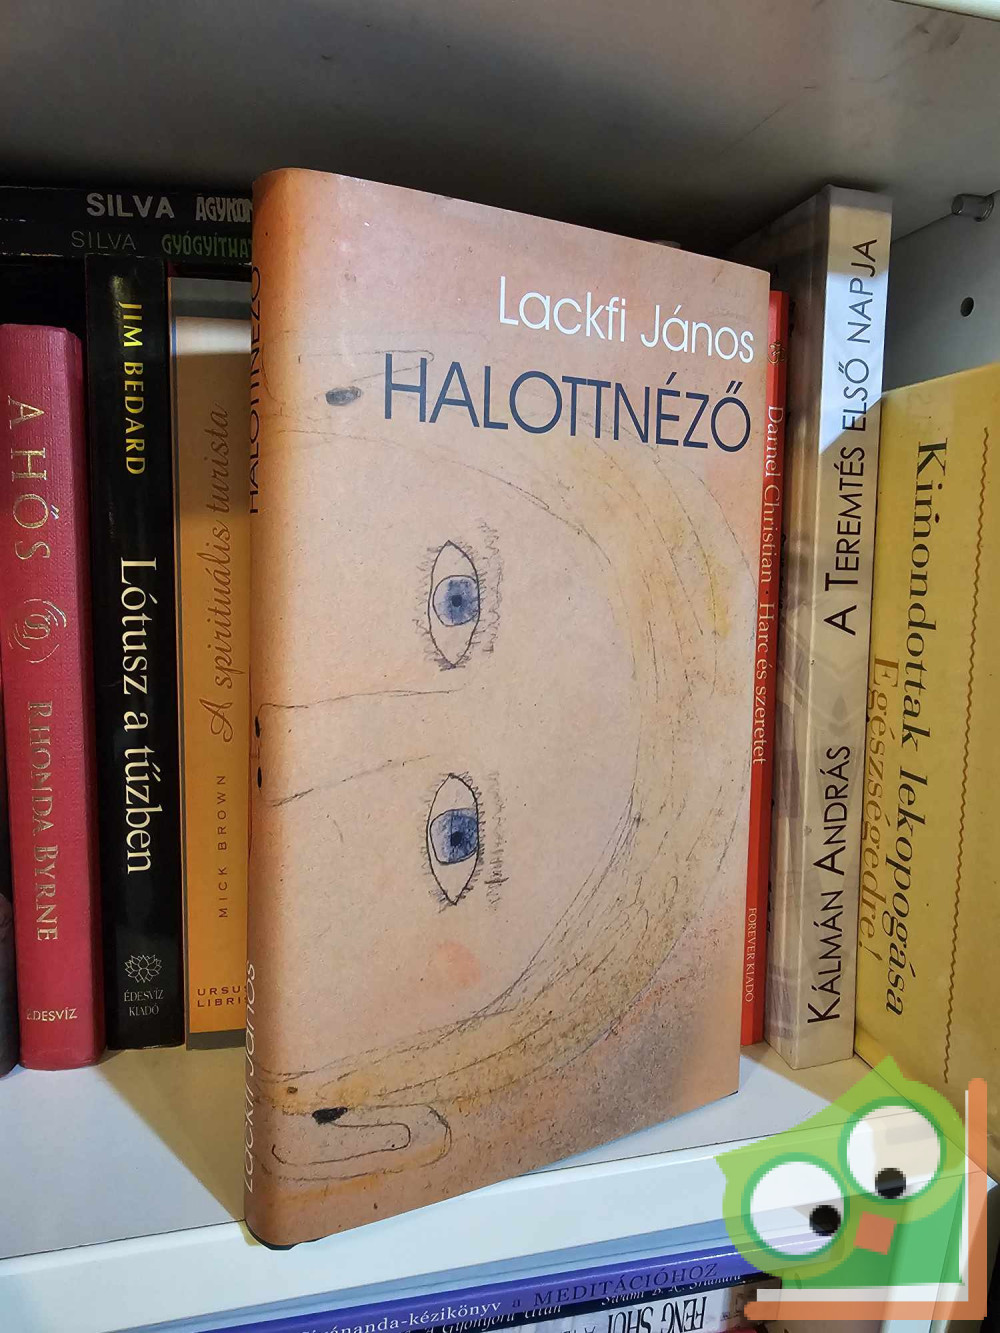 SILVA
SILVA
A HŐS
RHONDA BYRNE
ÉDESVÍZ
JIM BEDARD
Lótusz a tűzben
ÉDESVÍZ
KIADÓ
A spirituális turista
MICK BROWN
URSUS
LIBRIS
HALOTTNÉZŐ
Lackfi János
Lackfi János
HALOTTNÉZŐ
Darnel Christian · Harc és szeretet
FOREVER KIADÓ
KÁLMÁN ANDRÁS
A TEREMTÉS ELSŐ NAPJA
Kimondottak lekopogása
Egészségedre!
a MEDITÁCIÓHOZ
FENG SHUI